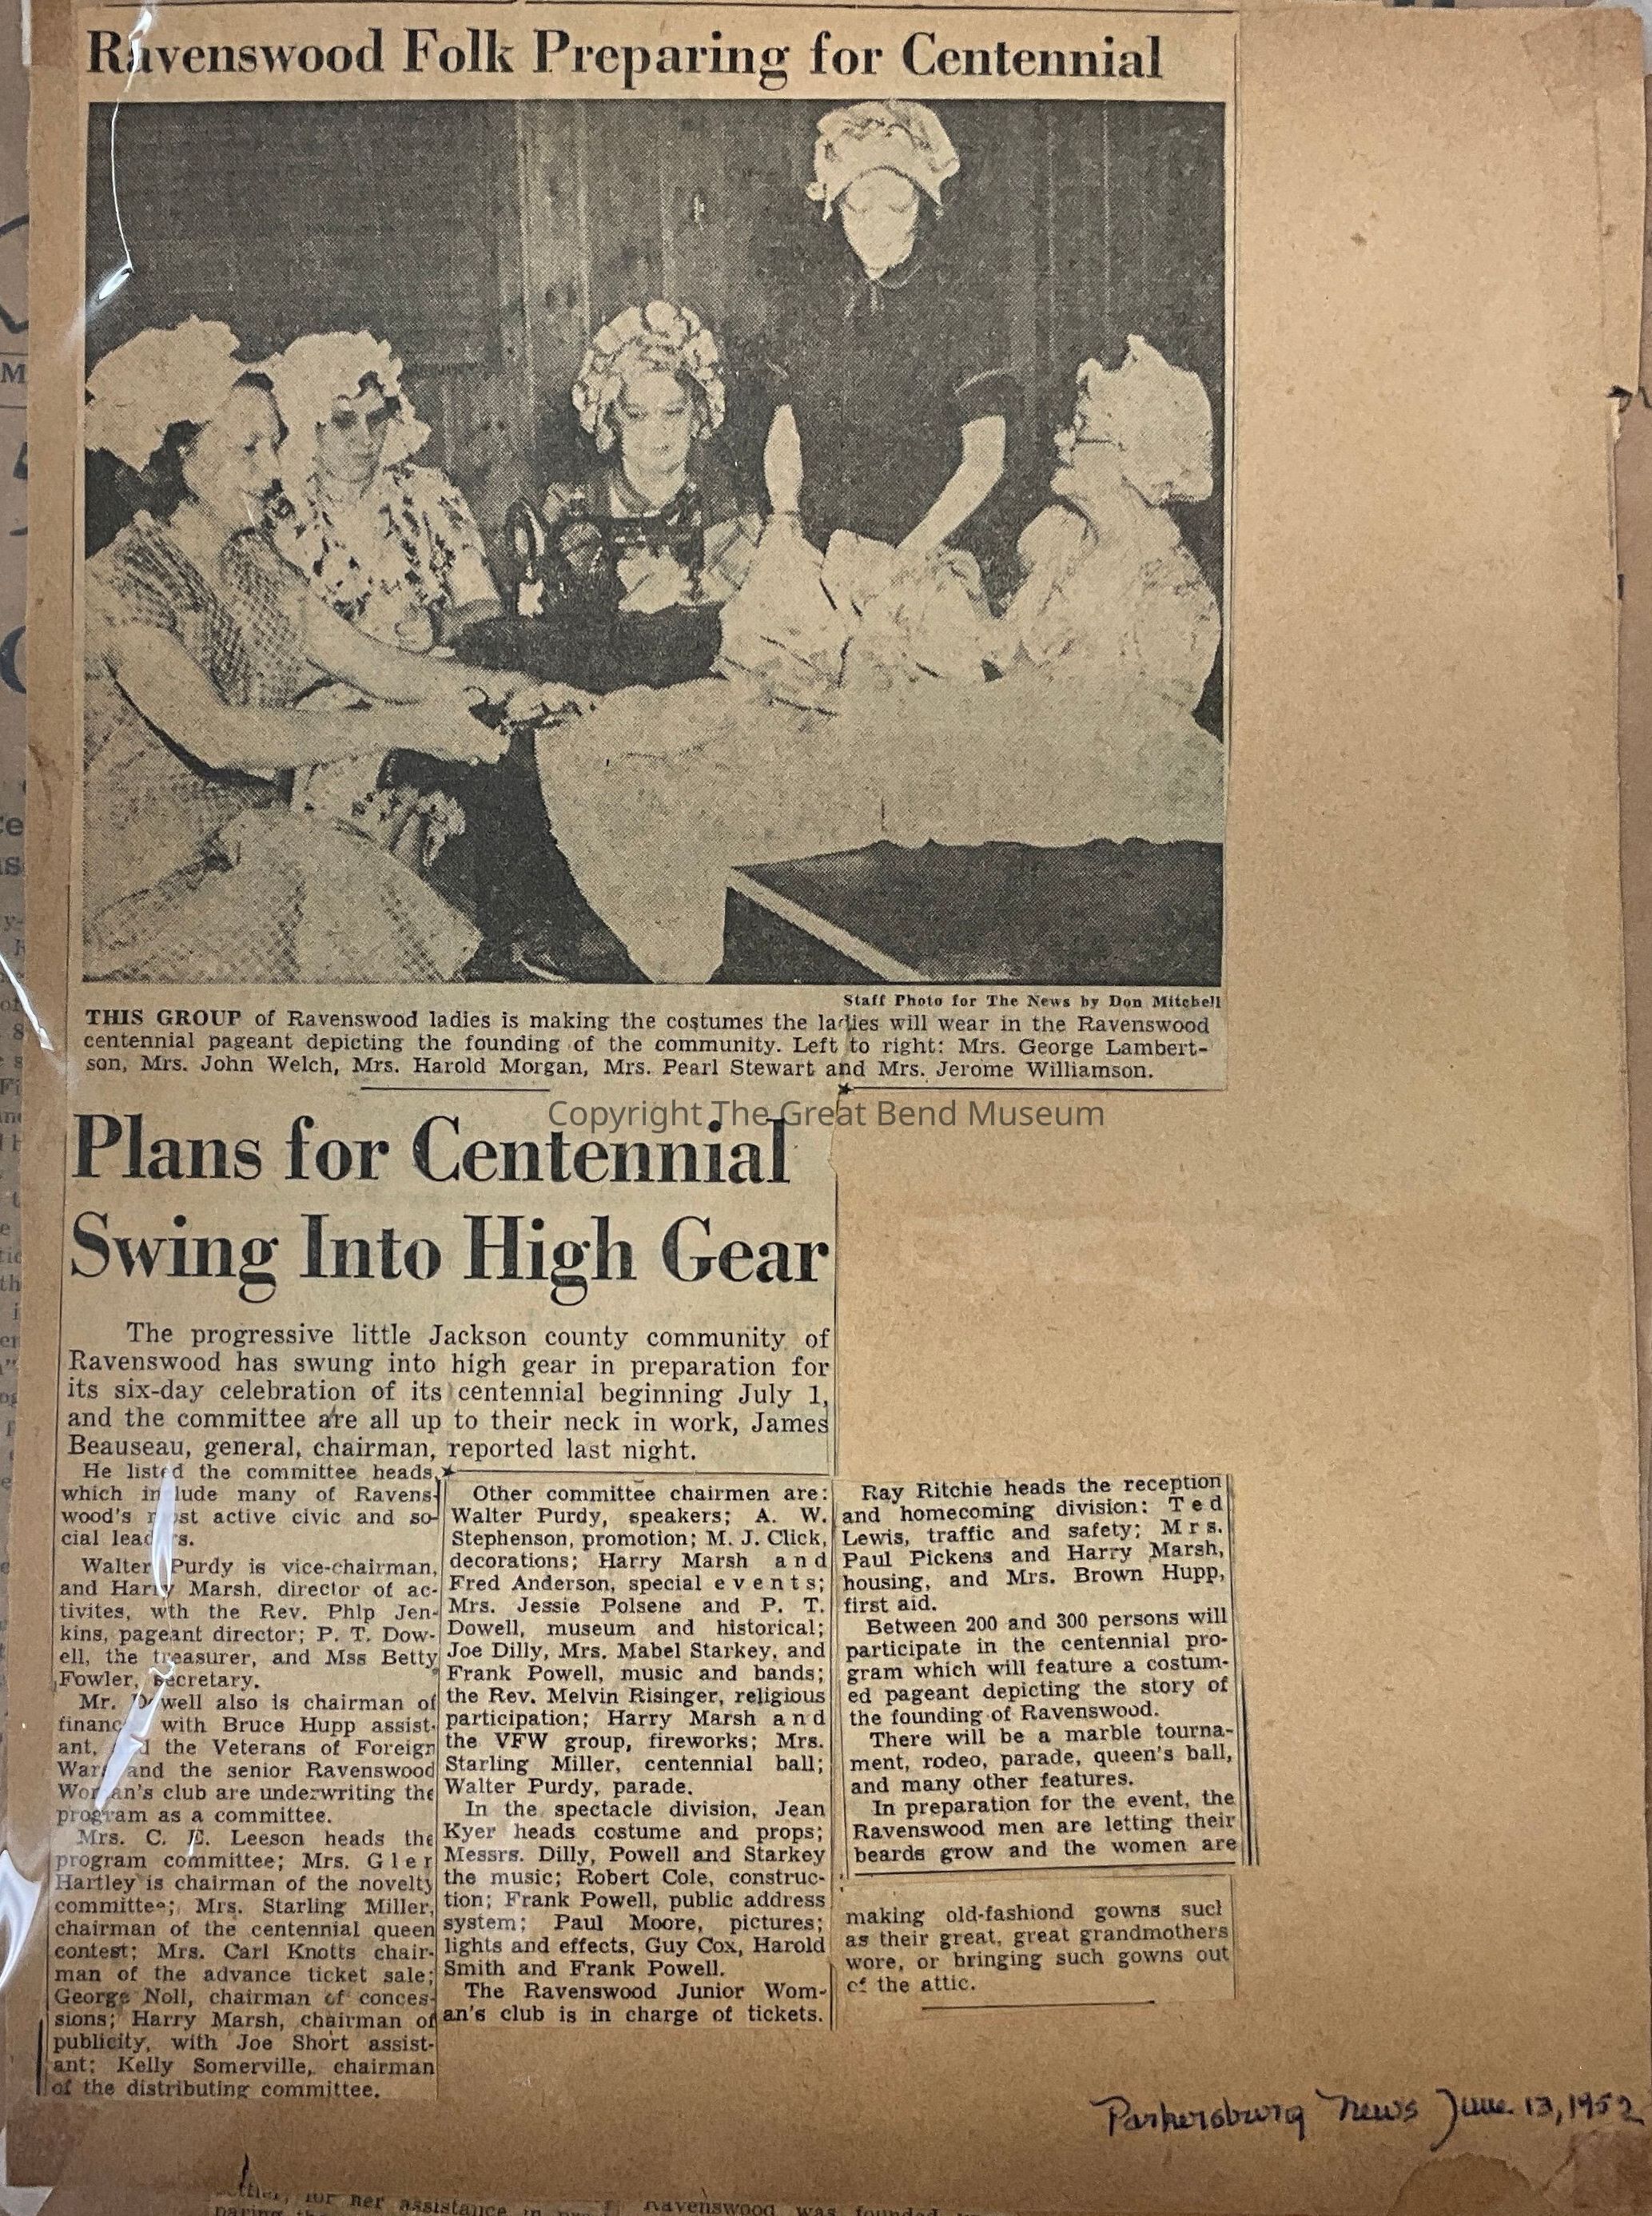 Ravenswood Folk Preparing for Centennial
Staff Photo for The News by Don Mitchell
THIS GROUP of Ravenswood ladies is making the costumes the ladies will wear in the Ravenswood
centennial pageant depicting the founding of the community. Left to right: Mrs. George Lambert-
son, Mrs. John Welch, Mrs. Harold Morgan, Mrs. Pearl Stewart and Mrs. Jerome Williamson.
Copyright The Great Bend Museum
Plans for Centennial
Swing Into High Gear
The progressive little Jackson county community of
Ravenswood has swung into high gear in preparation for
its six-day celebration of its centennial beginning July 1,
and the committee are all up to their neck in work, James
Beauseau, general, chairman, reported last night.
He listed the committee heads,
which include many of Ravens-
wood's most active civic and so-
cial leaders.
Walter Purdy is vice-chairman,
and Harry Marsh, director of ac-
tivites, wth the Rev. Phlp Jen-
kins, pageant director; P. T. Dow-
ell, the treasurer, and Mss Betty
Fowler, secretary.
Mr. Dowell also is chairman of
financ with Bruce Hupp assist-
ant, and the Veterans of Foreign
Wars and the senior Ravenswood
Woman's club are underwriting the
program as a committee.
Mrs. C. E. Leeson heads the
program committee; Mrs. Gler
Hartley is chairman of the novelty
committee; Mrs. Starling Miller,
chairman of the centennial queen
contest; Mrs. Carl Knotts chair-
man of the advance ticket sale;
George Noll, chairman of conces-
sions; Harry Marsh, chairman of
publicity, with Joe Short assist-
ant; Kelly Somerville, chairman
of the distributing committee.
Other committee chairmen are:
Walter Purdy, speakers; A. W.
Stephenson, promotion; M. J. Click,
decorations; Harry Marsh and
Fred Anderson, special events;
Mrs. Jessie Polsene and P. T.
Dowell, museum and historical;
Joe Dilly, Mrs. Mabel Starkey, and
Frank Powell, music and bands;
the Rev. Melvin Risinger, religious
participation; Harry Marsh and
the VFW group, fireworks; Mrs.
Starling Miller, centennial ball;
Walter Purdy, parade.
In the spectacle division, Jean
Kyer heads costume and props;
Messrs. Dilly, Powell and Starkey
the music; Robert Cole, construc-
tion; Frank Powell, public address
system; Paul Moore, pictures;
lights and effects, Guy Cox, Harold
Smith and Frank Powell.
The Ravenswood Junior Wom-
an's club is in charge of tickets.
Ray Ritchie heads the reception
and homecoming division: Ted
Lewis, traffic and safety; Mrs.
Paul Pickens and Harry Marsh,
housing, and Mrs. Brown Hupp,
first aid.
Between 200 and 300 persons will
participate in the centennial pro-
gram which will feature a costum-
ed pageant depicting the story of
the founding of Ravenswood.
There will be a marble tourna-
ment, rodeo, parade, queen's ball,
and many other features.
In preparation for the event, the
Ravenswood men are letting their
beards grow and the women are
making old-fashiond gowns such
as their great, great grandmothers
wore, or bringing such gowns out
of the attic.
Parkersburg News June 13, 1952
for her assistance in
Ravenswood was founded